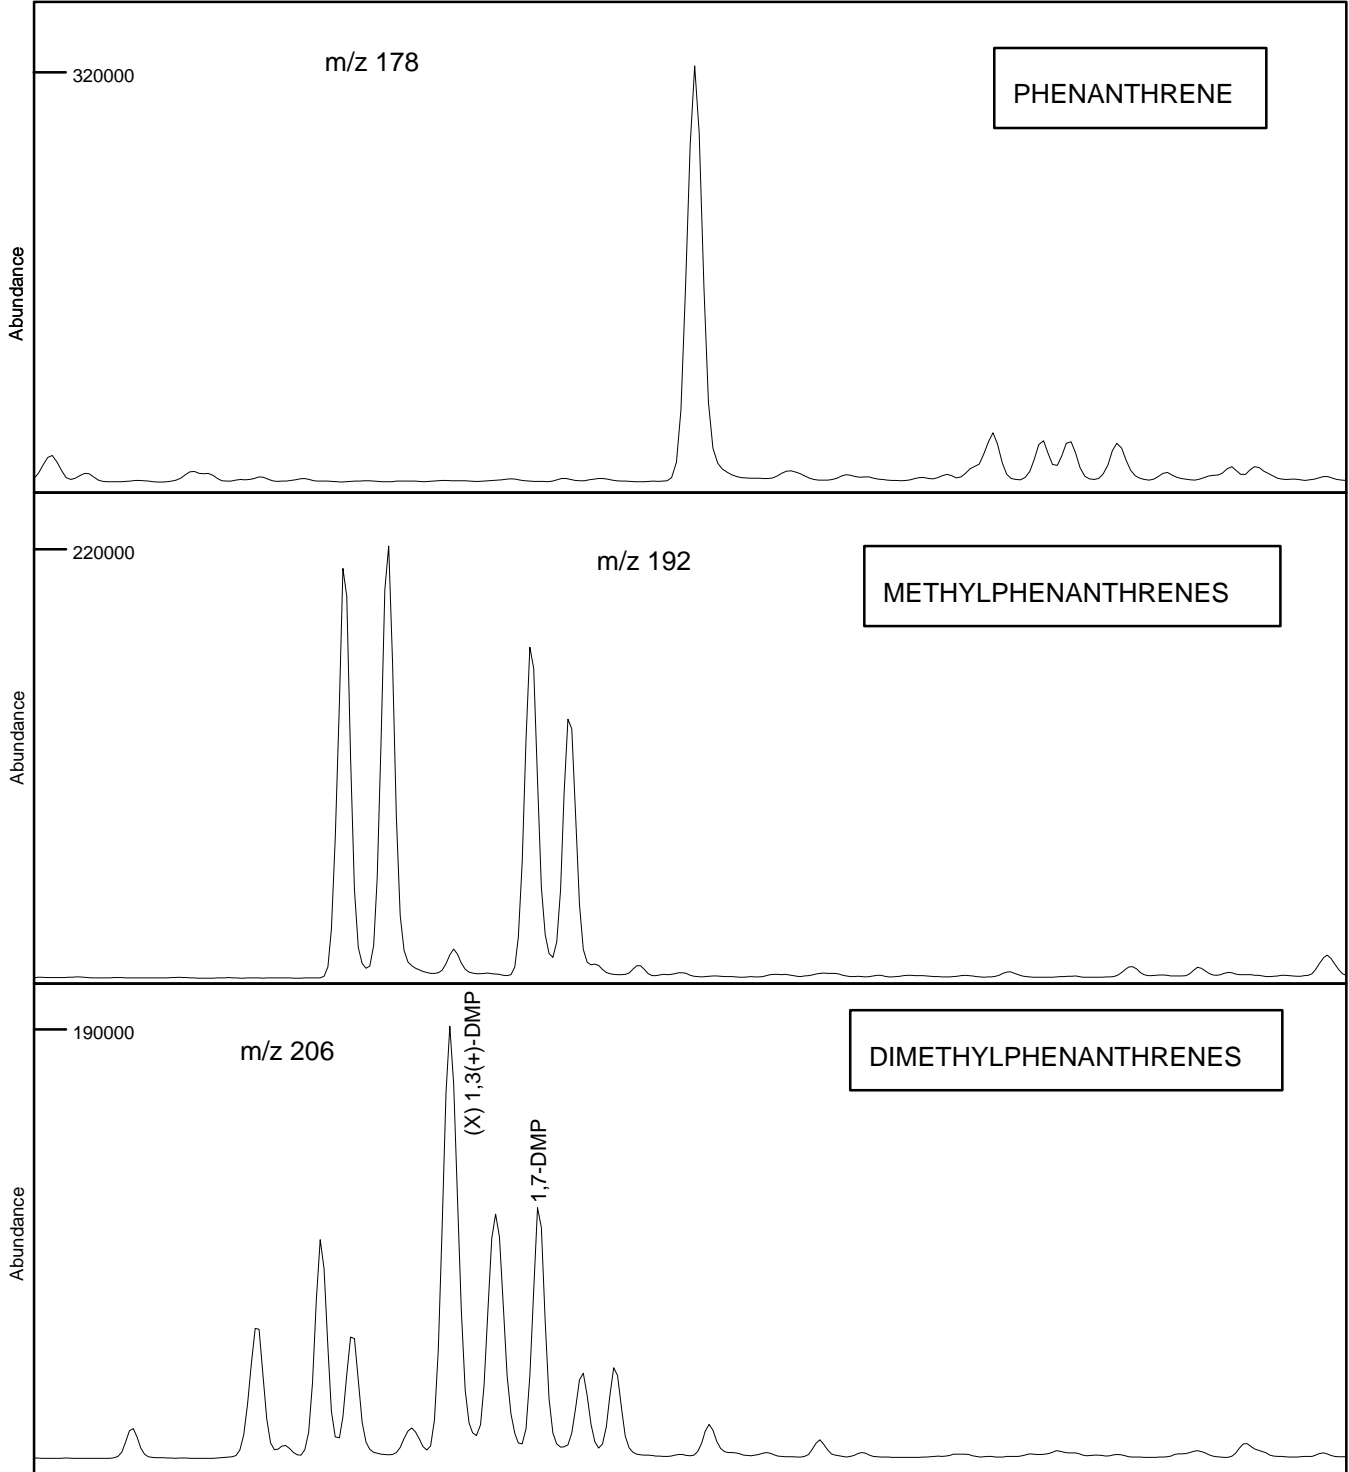 320000
m/z 178
PHENANTHRENE
Abundance
220000
m/z 192
METHYLPHENANTHRENES
Abundance
190000
m/z 206
(X) 1,3(+)-DMP
1,7-DMP
DIMETHYLPHENANTHRENES
Abundance